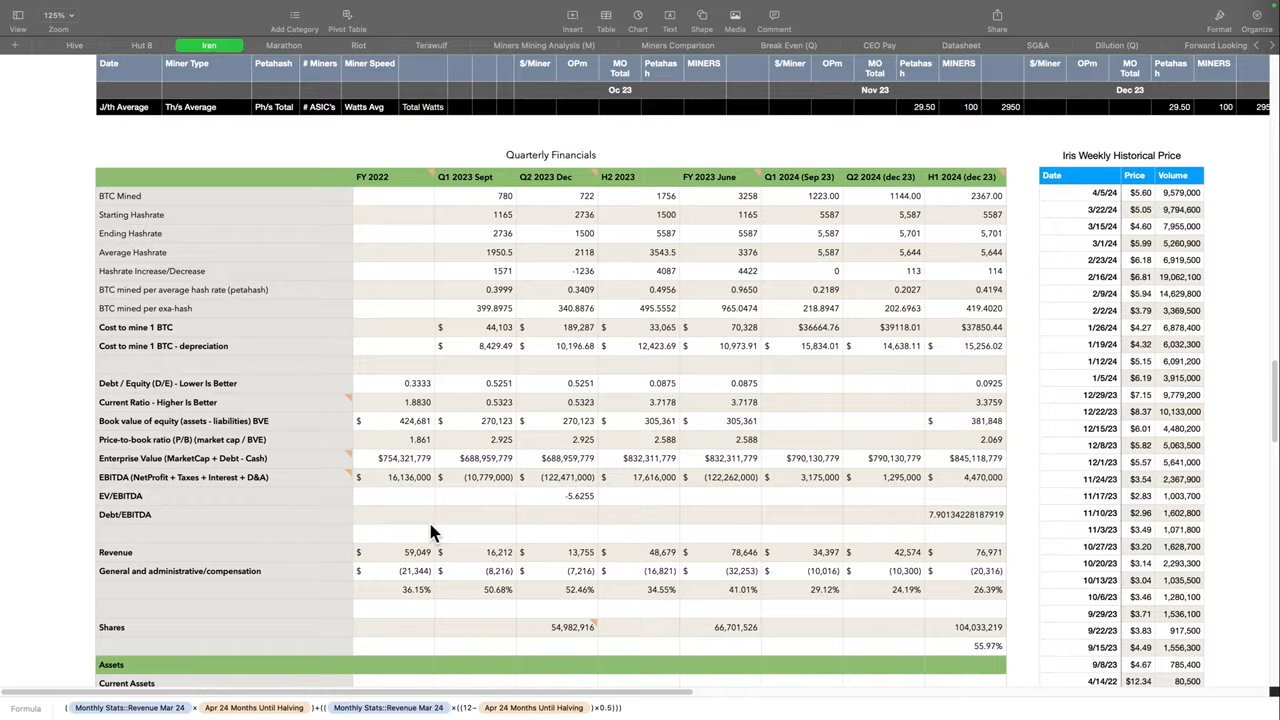 125%
View
Zoom
Add Category
Pivot Table
Insert
Table
Chart
Text
Shape
Media
Comment
Share
Format
Organize
+ Hive Hut 8 Iren Marathon Riot Terawulf Miners Mining Analysis (M) Miners Comparison Break Even (Q) CEO Pay Datasheet SG&A Dilution (Q) Forward Looking
Date Miner Type Petahash # Miners Miner Speed $/Miner OPm MO Total Petahash MINERS $/Miner OPm MO Total Petahash MINERS $/Miner OPm MO Total Petahash MINERS
Oc 23 Nov 23 Dec 23
J/th Average Th/s Average Ph/s Total # ASIC's Watts Avg Total Watts 29.50 100 2950 29.50 100 295
Quarterly Financials
FY 2022 Q1 2023 Sept Q2 2023 Dec H2 2023 FY 2023 June Q1 2024 (Sep 23) Q2 2024 (dec 23) H1 2024 (dec 23)
BTC Mined 780 722 1756 3258 1223.00 1144.00 2367.00
Starting Hashrate 1165 2736 1500 1165 5587 5,587 5587
Ending Hashrate 2736 1500 5587 5587 5,587 5,701 5,701
Average Hashrate 1950.5 2118 3543.5 3376 5,587 5,644 5,644
Hashrate Increase/Decrease 1571 -1236 4087 4422 0 113 114
BTC mined per average hash rate (petahash) 0.3999 0.3409 0.4956 0.9650 0.2189 0.2027 0.4194
BTC mined per exa-hash 399.8975 340.8876 495.5552 965.0474 218.8947 202.6963 419.4020
Cost to mine 1 BTC $ 44,103 $ 189,287 $ 33,065 $ 70,328 $36664.76 $39118.01 $37850.44
Cost to mine 1 BTC - depreciation $ 8,429.49 $ 10,196.68 $ 12,423.69 $ 10,973.91 $ 15,834.01 $ 14,638.11 $ 15,256.02
Debt / Equity (D/E) - Lower Is Better 0.3333 0.5251 0.5251 0.0875 0.0875 0.0925
Current Ratio - Higher Is Better 1.8830 0.5323 0.5323 3.7178 3.7178 3.3759
Book value of equity (assets - liabilities) BVE $ 424,681 $ 270,123 $ 270,123 $ 305,361 $ 305,361 $ 381,848
Price-to-book ratio (P/B) (market cap / BVE) 1.861 2.925 2.925 2.588 2.588 2.069
Enterprise Value (MarketCap + Debt - Cash) $754,321,779 $688,959,779 $688,959,779 $832,311,779 $832,311,779 $790,130,779 $790,130,779 $845,118,779
EBITDA (NetProfit + Taxes + Interest + D&A) $ 16,136,000 $ (10,779,000) $ (122,471,000) $ 17,616,000 $ (122,262,000) $ 3,175,000 $ 1,295,000 $ 4,470,000
EV/EBITDA -5.6255
Debt/EBITDA 7.90134228187919
Revenue $ 59,049 $ 16,212 $ 13,755 $ 48,679 $ 78,646 $ 34,397 $ 42,574 $ 76,971
General and administrative/compensation $ (21,344) $ (8,216) $ (7,216) $ (16,821) $ (32,253) $ (10,016) $ (10,300) $ (20,316)
36.15% 50.68% 52.46% 34.55% 41.01% 29.12% 24.19% 26.39%
Shares 54,982,916 66,701,526 104,033,219
55.97%
Assets
Current Assets
Iris Weekly Historical Price
Date Price Volume
4/5/24 $5.60 9,579,000
3/22/24 $5.05 9,794,600
3/15/24 $4.60 7,955,000
3/1/24 $5.99 5,260,900
2/23/24 $6.18 6,919,500
2/16/24 $6.81 19,062,100
2/9/24 $5.94 14,629,800
2/2/24 $3.79 3,369,500
1/26/24 $4.27 6,878,400
1/19/24 $4.32 6,032,300
1/12/24 $5.15 6,091,200
1/5/24 $6.19 3,915,000
12/29/23 $7.15 9,779,200
12/22/23 $8.37 10,133,000
12/15/23 $6.01 4,480,200
12/8/23 $5.82 5,063,500
12/1/23 $5.57 5,641,000
11/24/23 $3.54 2,367,900
11/17/23 $2.83 1,003,700
11/10/23 $2.96 1,602,800
11/3/23 $3.49 1,071,800
10/27/23 $3.20 1,628,700
10/20/23 $3.14 2,293,300
10/13/23 $3.04 1,035,500
10/6/23 $3.46 1,280,100
9/29/23 $3.71 1,536,100
9/22/23 $3.83 917,500
9/15/23 $4.49 1,556,300
9/8/23 $4.67 785,400
4/14/22 $12.34 80,500
Formula ( Monthly Stats::Revenue Mar 24 × Apr 24 Months Until Halving )+(( Monthly Stats::Revenue Mar 24 ×((12− Apr 24 Months Until Halving )×0.5)))